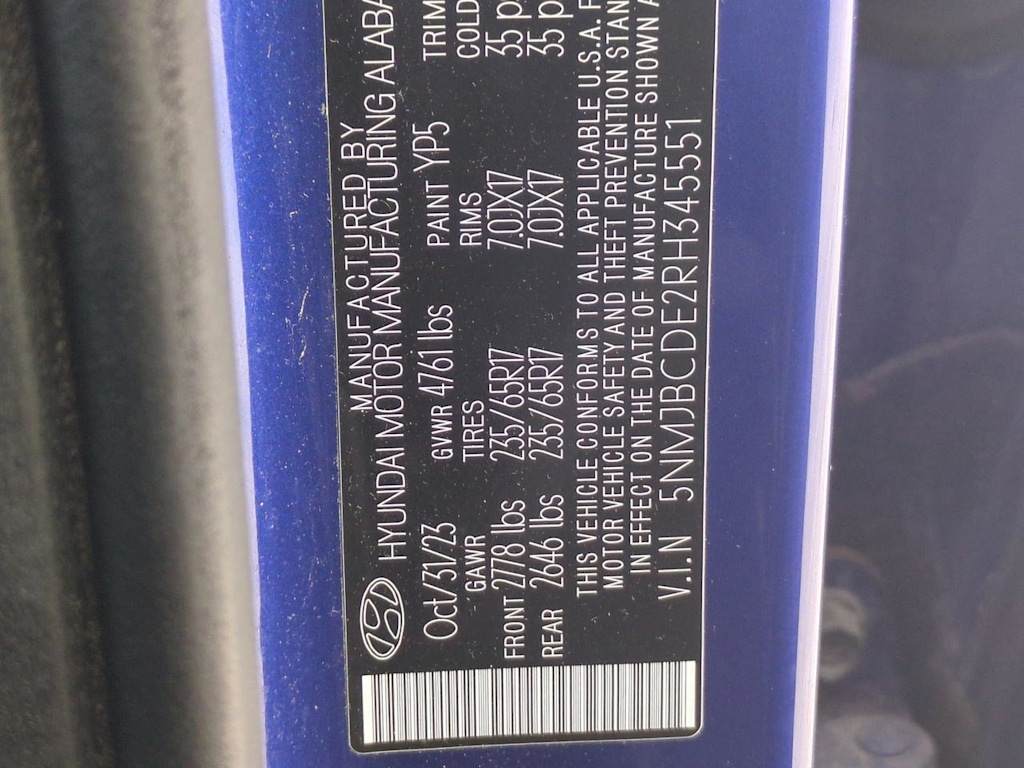 MANUFACTURED BY
HYUNDAI MOTOR MANUFACTURING ALABA
Oct/31/23 GVWR 4761 lbs PAINT YP5 TRIM
GAWR TIRES RIMS COLD
FRONT 2778 lbs 235/65R17 7.0JX17 35 p
REAR 2646 lbs 235/65R17 7.0JX17 35 p
THIS VEHICLE CONFORMS TO ALL APPLICABLE U.S.A. F
MOTOR VEHICLE SAFETY AND THEFT PREVENTION STAN
IN EFFECT ON THE DATE OF MANUFACTURE SHOWN A
V.I.N 5NMJBCDE2RH345551